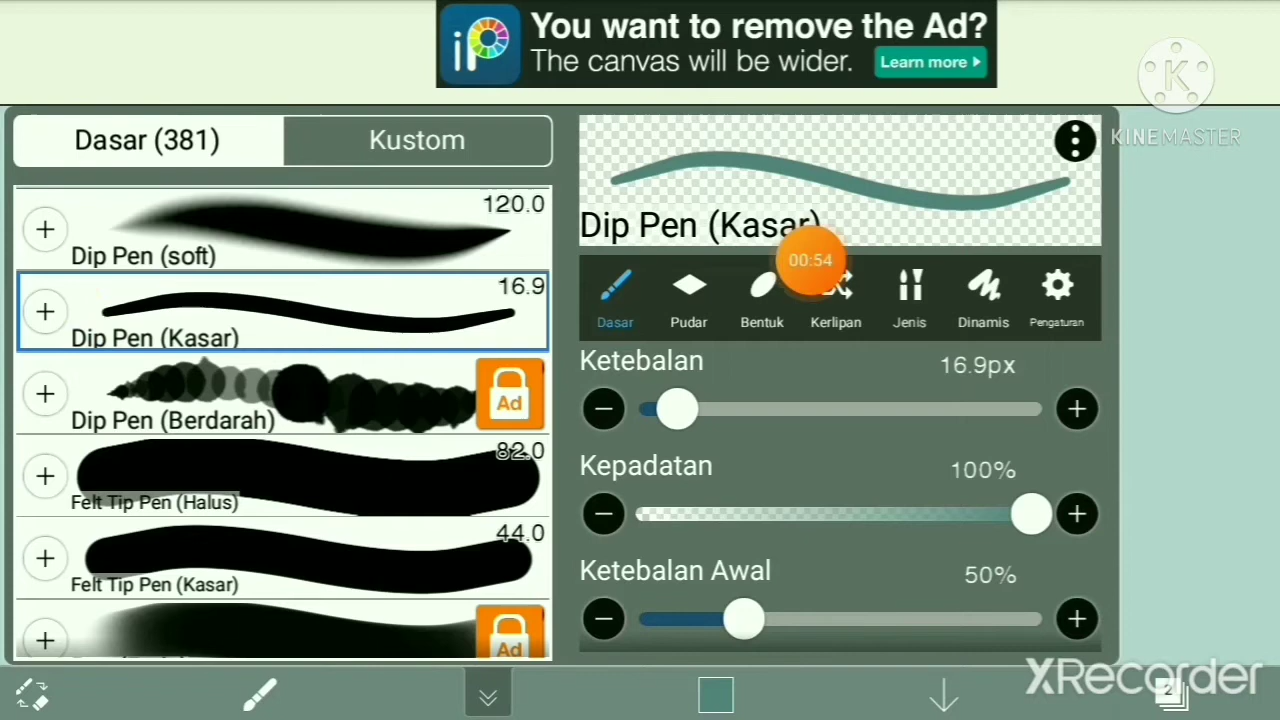 iP
You want to remove the Ad?
The canvas will be wider.
Learn more
K
KINEMASTER
Dasar (381)
Kustom
120.0
Dip Pen (soft)
16.9
Dip Pen (Kasar)
Ad
Dip Pen (Berdarah)
82.0
Felt Tip Pen (Halus)
44.0
Felt Tip Pen (Kasar)
Ad
Dip Pen (Kasar)
00:54
Dasar
Pudar
Bentuk
Kerlipan
Jenis
Dinamis
Pengaturan
Ketebalan
16.9px
Kepadatan
100%
Ketebalan Awal
50%
XRecorder
2